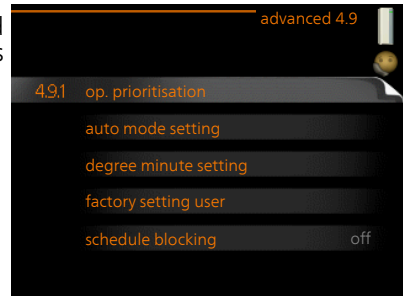 advanced 4.9
4.9.1 op. prioritisation
auto mode setting
degree minute setting
factory setting user
schedule blocking off